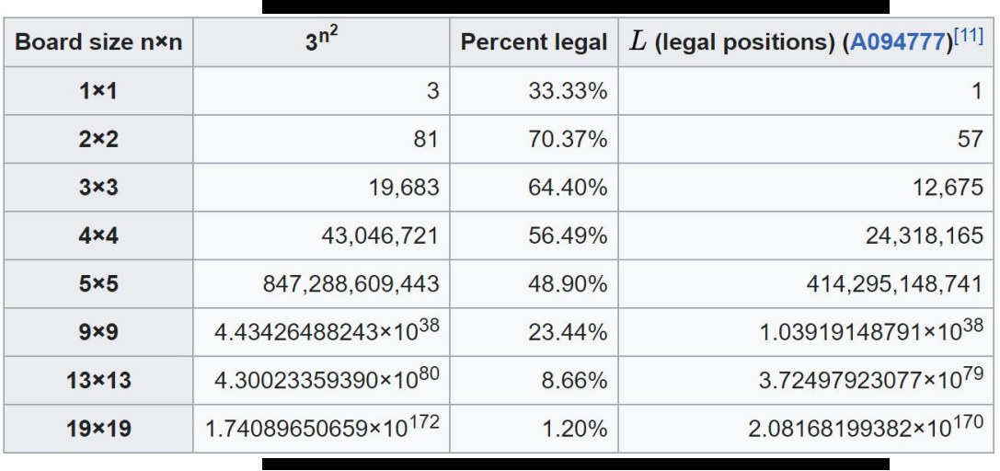 Board size n×n 3^n^2 Percent legal L (legal positions) (A094777)[11]
1×1 3 33.33% 1
2×2 81 70.37% 57
3×3 19,683 64.40% 12,675
4×4 43,046,721 56.49% 24,318,165
5×5 847,288,609,443 48.90% 414,295,148,741
9×9 4.43426488243×10^38 23.44% 1.03919148791×10^38
13×13 4.30023359390×10^80 8.66% 3.72497923077×10^79
19×19 1.74089650659×10^172 1.20% 2.08168199382×10^170